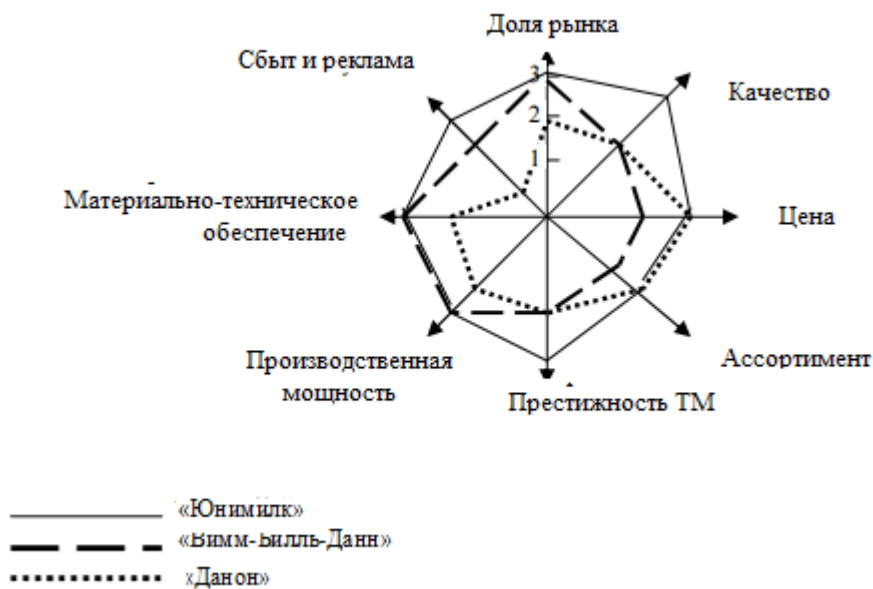 Доля рынка
Сбыт и реклама
Качество
3
2
1
Материально-техническое
обеспечение
Цена
Производственная
мощность
Ассортимент
Престижность ТМ
«Юнимилк»
«Вимм-Билль-Данн»
«Данон»